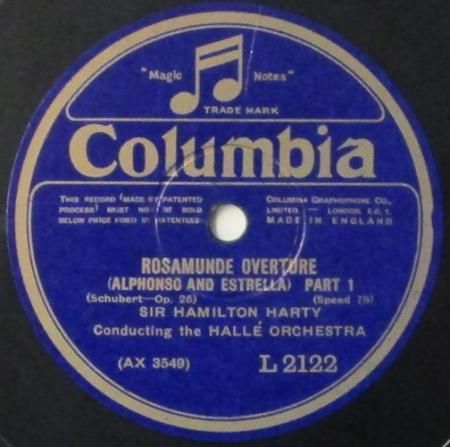 "Magic Notes"
TRADE MARK
Columbia
THIS RECORD (MADE BY PATENTED
PROCESS) MUST NOT BE SOLD
BELOW PRICE FIXED BY PATENTEES
COLUMBIA GRAPHOPHONE CO.,
LIMITED. — LONDON, E.C. 1.
MADE IN ENGLAND
ROSAMUNDE OVERTURE
(ALPHONSO AND ESTRELLA) PART 1
(Schubert—Op. 26) (Speed 78)
SIR HAMILTON HARTY
Conducting the HALLÉ ORCHESTRA
(AX 3549) L 2122